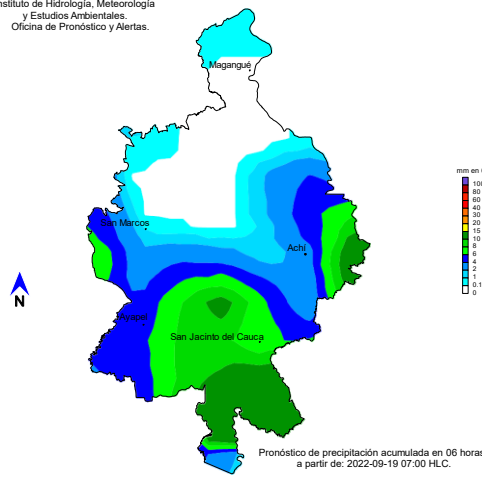 nstituto de Hidrología, Meteorología
y Estudios Ambientales.
Oficina de Pronóstico y Alertas.
Magangué
San Marcos
Achí
Ayapel
San Jacinto del Cauca
mm en
100
80
60
40
30
20
15
10
8
6
4
2
1
0.1
0
N
Pronóstico de precipitación acumulada en 06 horas
a partir de: 2022-09-19 07:00 HLC.